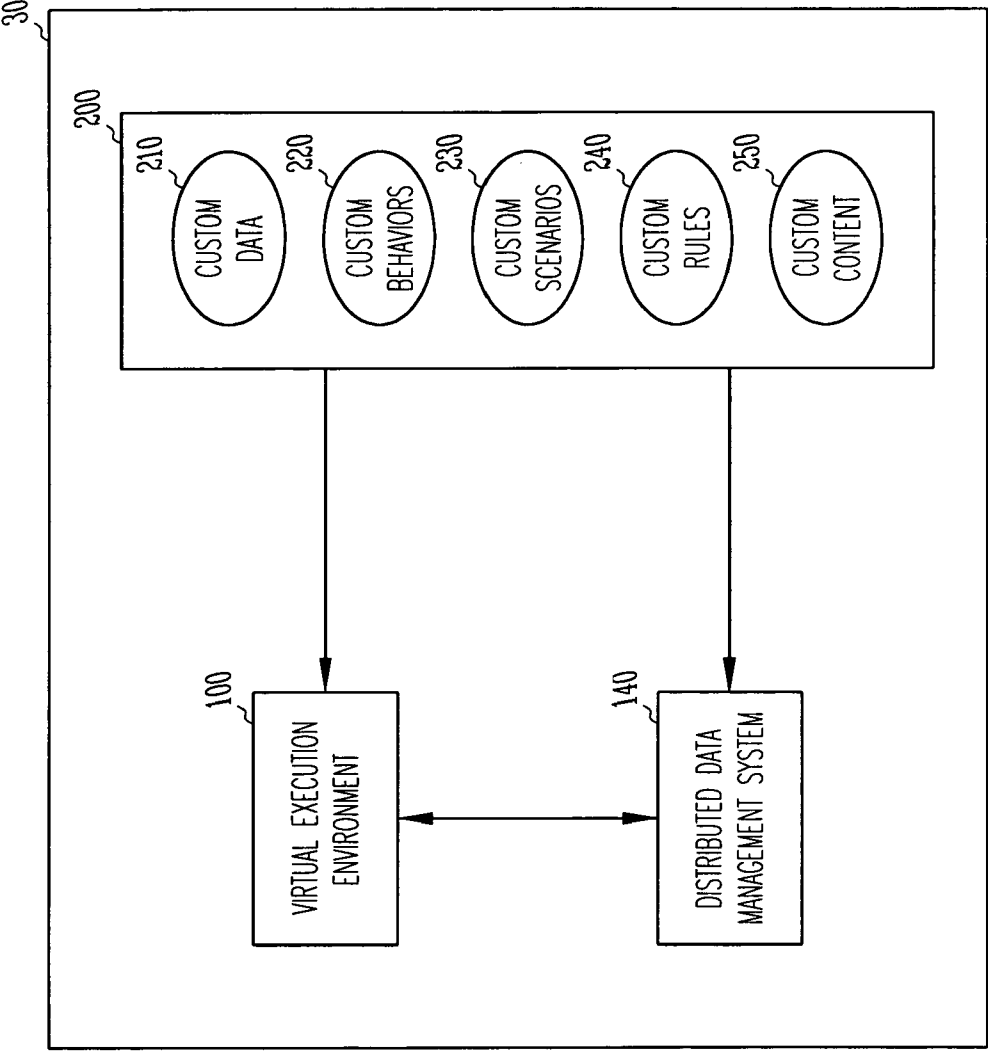 30
140
DISTRIBUTED DATA
MANAGEMENT SYSTEM
100
VIRTUAL EXECUTION
ENVIRONMENT
200
250
CUSTOM
CONTENT
240
CUSTOM
RULES
230
CUSTOM
SCENARIOS
220
CUSTOM
BEHAVIORS
210
CUSTOM
DATA